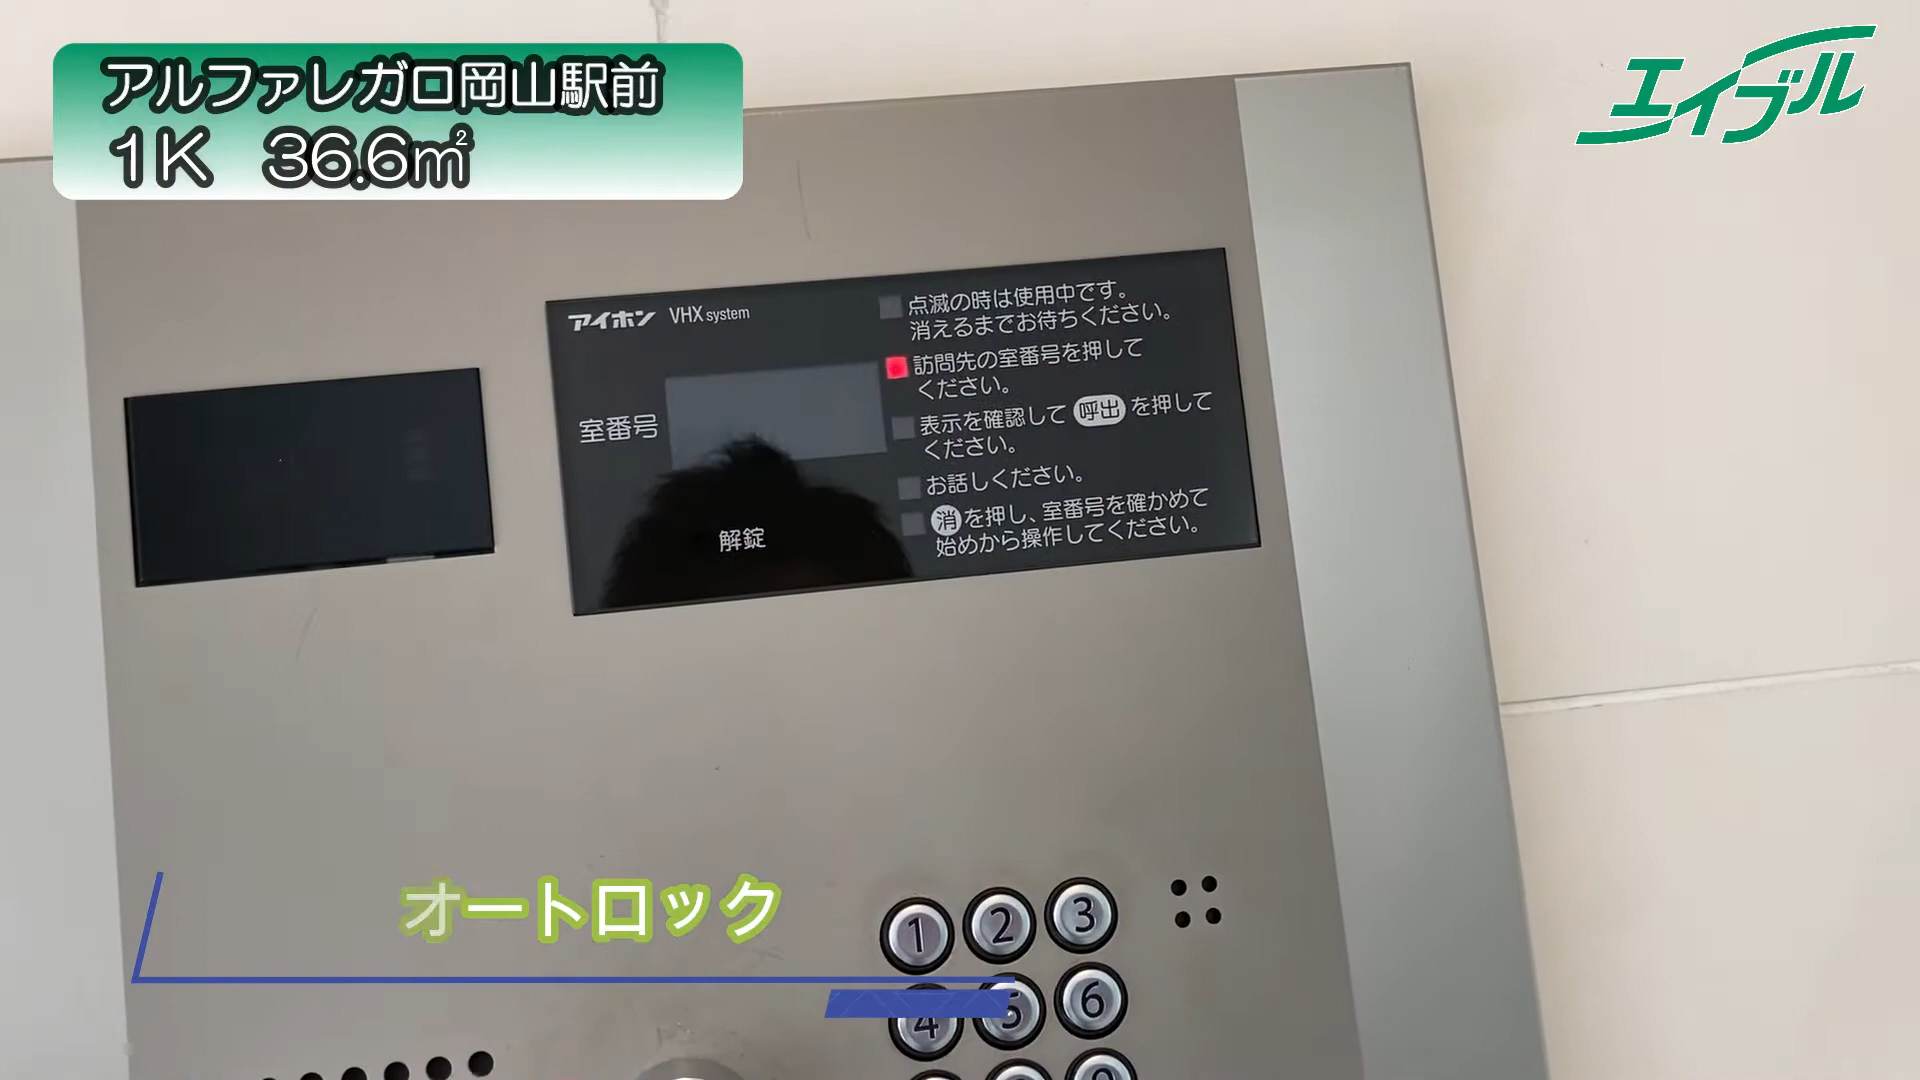 アルファレガロ岡山駅前
1K 36.6㎡
エイブル
アイホン VHX system
室番号
解錠
点滅の時は使用中です。
消えるまでお待ちください。
訪問先の室番号を押して
ください。
表示を確認して 呼出 を押して
ください。
お話しください。
消 を押し、室番号を確かめて
始めから操作してください。
オートロック
1 2 3
4 5 6
9